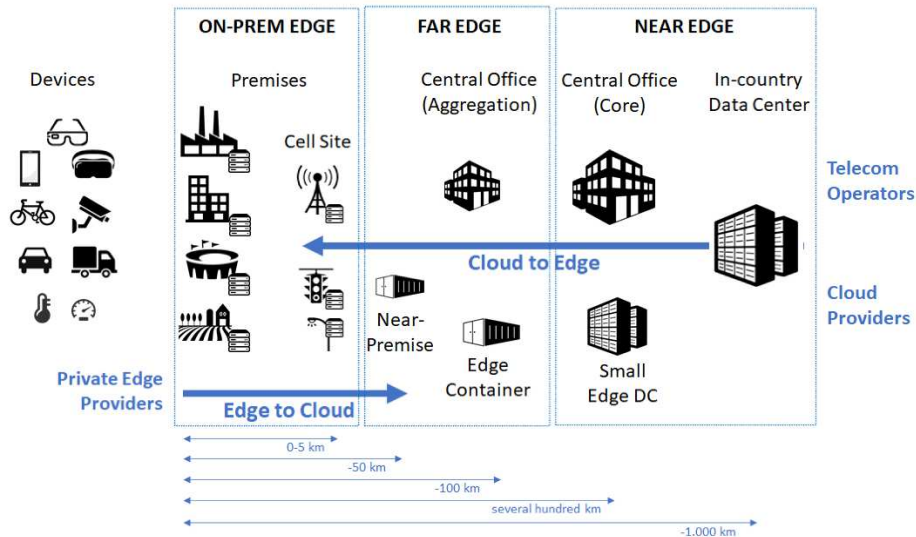 ON-PREM EDGE
FAR EDGE
NEAR EDGE
Devices
Premises
Cell Site
Central Office
(Aggregation)
Central Office
(Core)
In-country
Data Center
Telecom
Operators
Cloud to Edge
Cloud
Providers
Near-
Premise
Edge
Container
Small
Edge DC
Private Edge
Providers
Edge to Cloud
0-5 km
-50 km
-100 km
several hundred km
-1.000 km